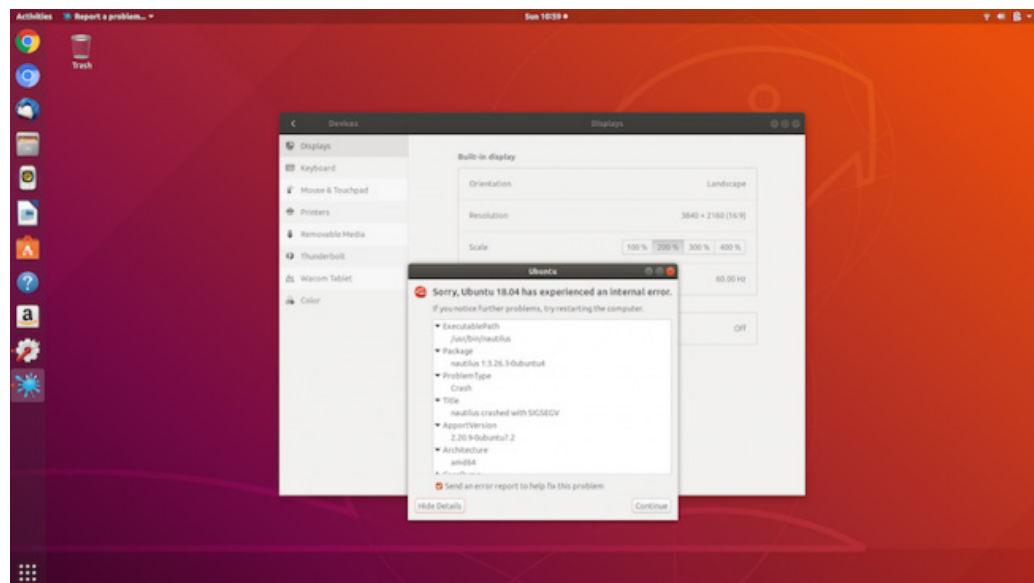 Activities
Report a problem...
Sun 10:59
Trash
Devices
Displays
Displays
Keyboard
Mouse & Touchpad
Printers
Removable Media
Thunderbolt
Wacom Tablet
Color
Built-in display
Orientation
Landscape
Resolution
3840 × 2160 (16:9)
Scale
100 %
200 %
300 %
400 %
60.00 Hz
Off
Ubuntu
Sorry, Ubuntu 18.04 has experienced an internal error.
If you notice further problems, try restarting the computer.
ExecutablePath
/usr/bin/nautilus
Package
nautilus 1:3.26.3-0ubuntu4
ProblemType
Crash
Title
nautilus crashed with SIGSEGV
ApportVersion
2.20.9-0ubuntu7.2
Architecture
amd64
Send an error report to help fix this problem
Hide Details
Continue